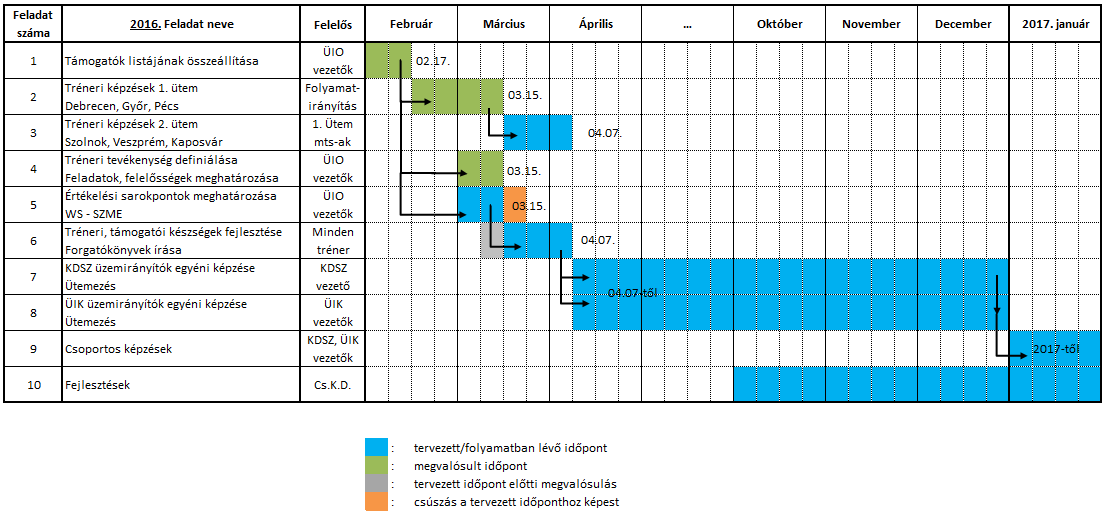 Feladat száma 2016. Feladat neve Felelős Február Március Április ... Október November December 2017. január
1 Támogatók listájának összeállítása ÜIO vezetők 02.17.
2 Tréneri képzések 1. ütem Debrecen, Győr, Pécs Folyamat-irányítás 03.15.
3 Tréneri képzések 2. ütem Szolnok, Veszprém, Kaposvár 1. Ütem mts-ak 04.07.
4 Tréneri tevékenység definiálása Feladatok, felelősségek meghatározása ÜIO vezetők 03.15.
5 Értékelési sarokpontok meghatározása WS - SZME ÜIO vezetők 03.15.
6 Tréneri, támogatói készségek fejlesztése Forgatókönyvek írása Minden tréner 04.07.
7 KDSZ üzemirányítók egyéni képzése Ütemezés KDSZ vezető 04.07-től
8 ÜIK üzemirányítók egyéni képzése Ütemezés ÜIK vezetők
9 Csoportos képzések KDSZ, ÜIK vezetők 2017-től
10 Fejlesztések Cs.K.D.
: tervezett/folyamatban lévő időpont
: megvalósult időpont
: tervezett időpont előtti megvalósulás
: csúszás a tervezett időponthoz képest